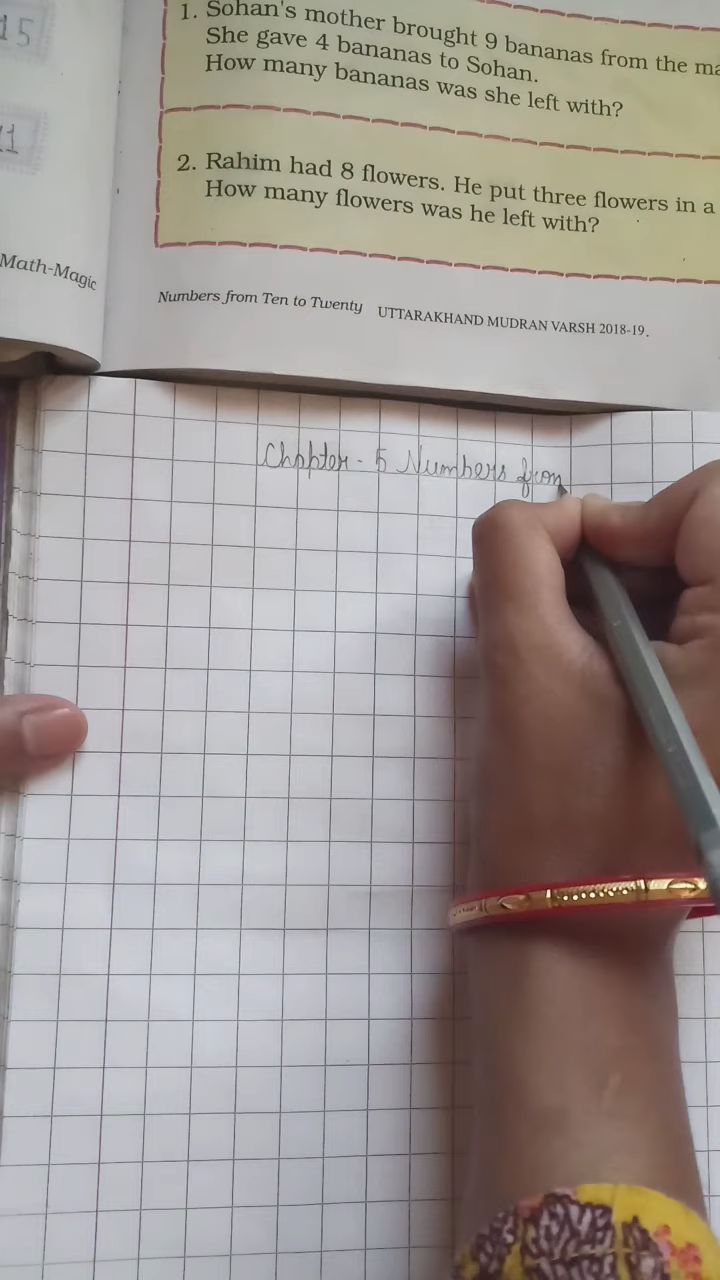 15
11
Math-Magic
1. Sohan's mother brought 9 bananas from the
She gave 4 bananas to Sohan.
How many bananas was she left with?
2. Rahim had 8 flowers. He put three flowers in a
How many flowers was he left with?
Numbers from Ten to Twenty UTTARAKHAND MUDRAN VARSH 2018-19.
Chapter - 5 Numbers from